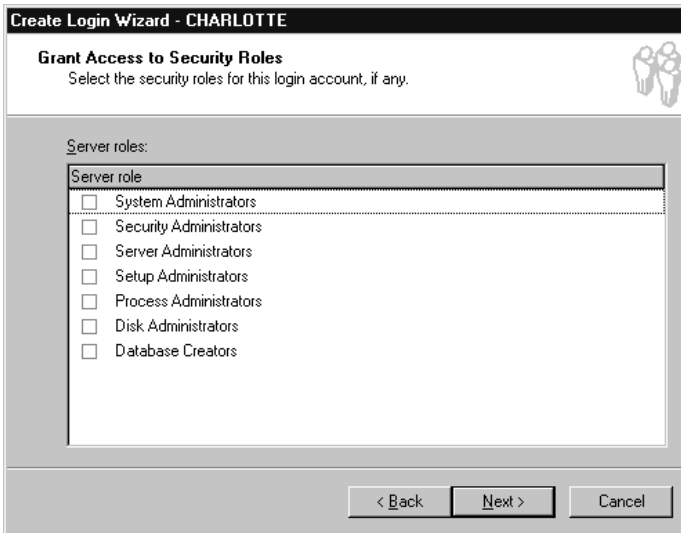 Create Login Wizard - CHARLOTTE
Grant Access to Security Roles
Select the security roles for this login account, if any.
Server roles:
Server role
System Administrators
Security Administrators
Server Administrators
Setup Administrators
Process Administrators
Disk Administrators
Database Creators
< Back Next > Cancel